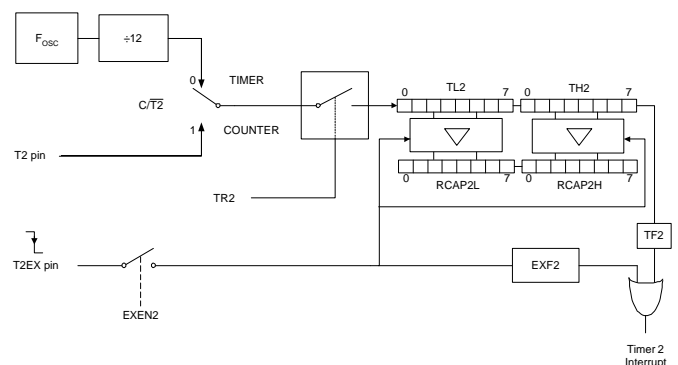 FOSC
÷12
0
TIMER
C/T2
1
COUNTER
T2 pin
TR2
0 TL2 7
0 TH2 7
0 RCAP2L 7
0 RCAP2H 7
TF2
T2EX pin
EXEN2
EXF2
Timer 2
Interrupt